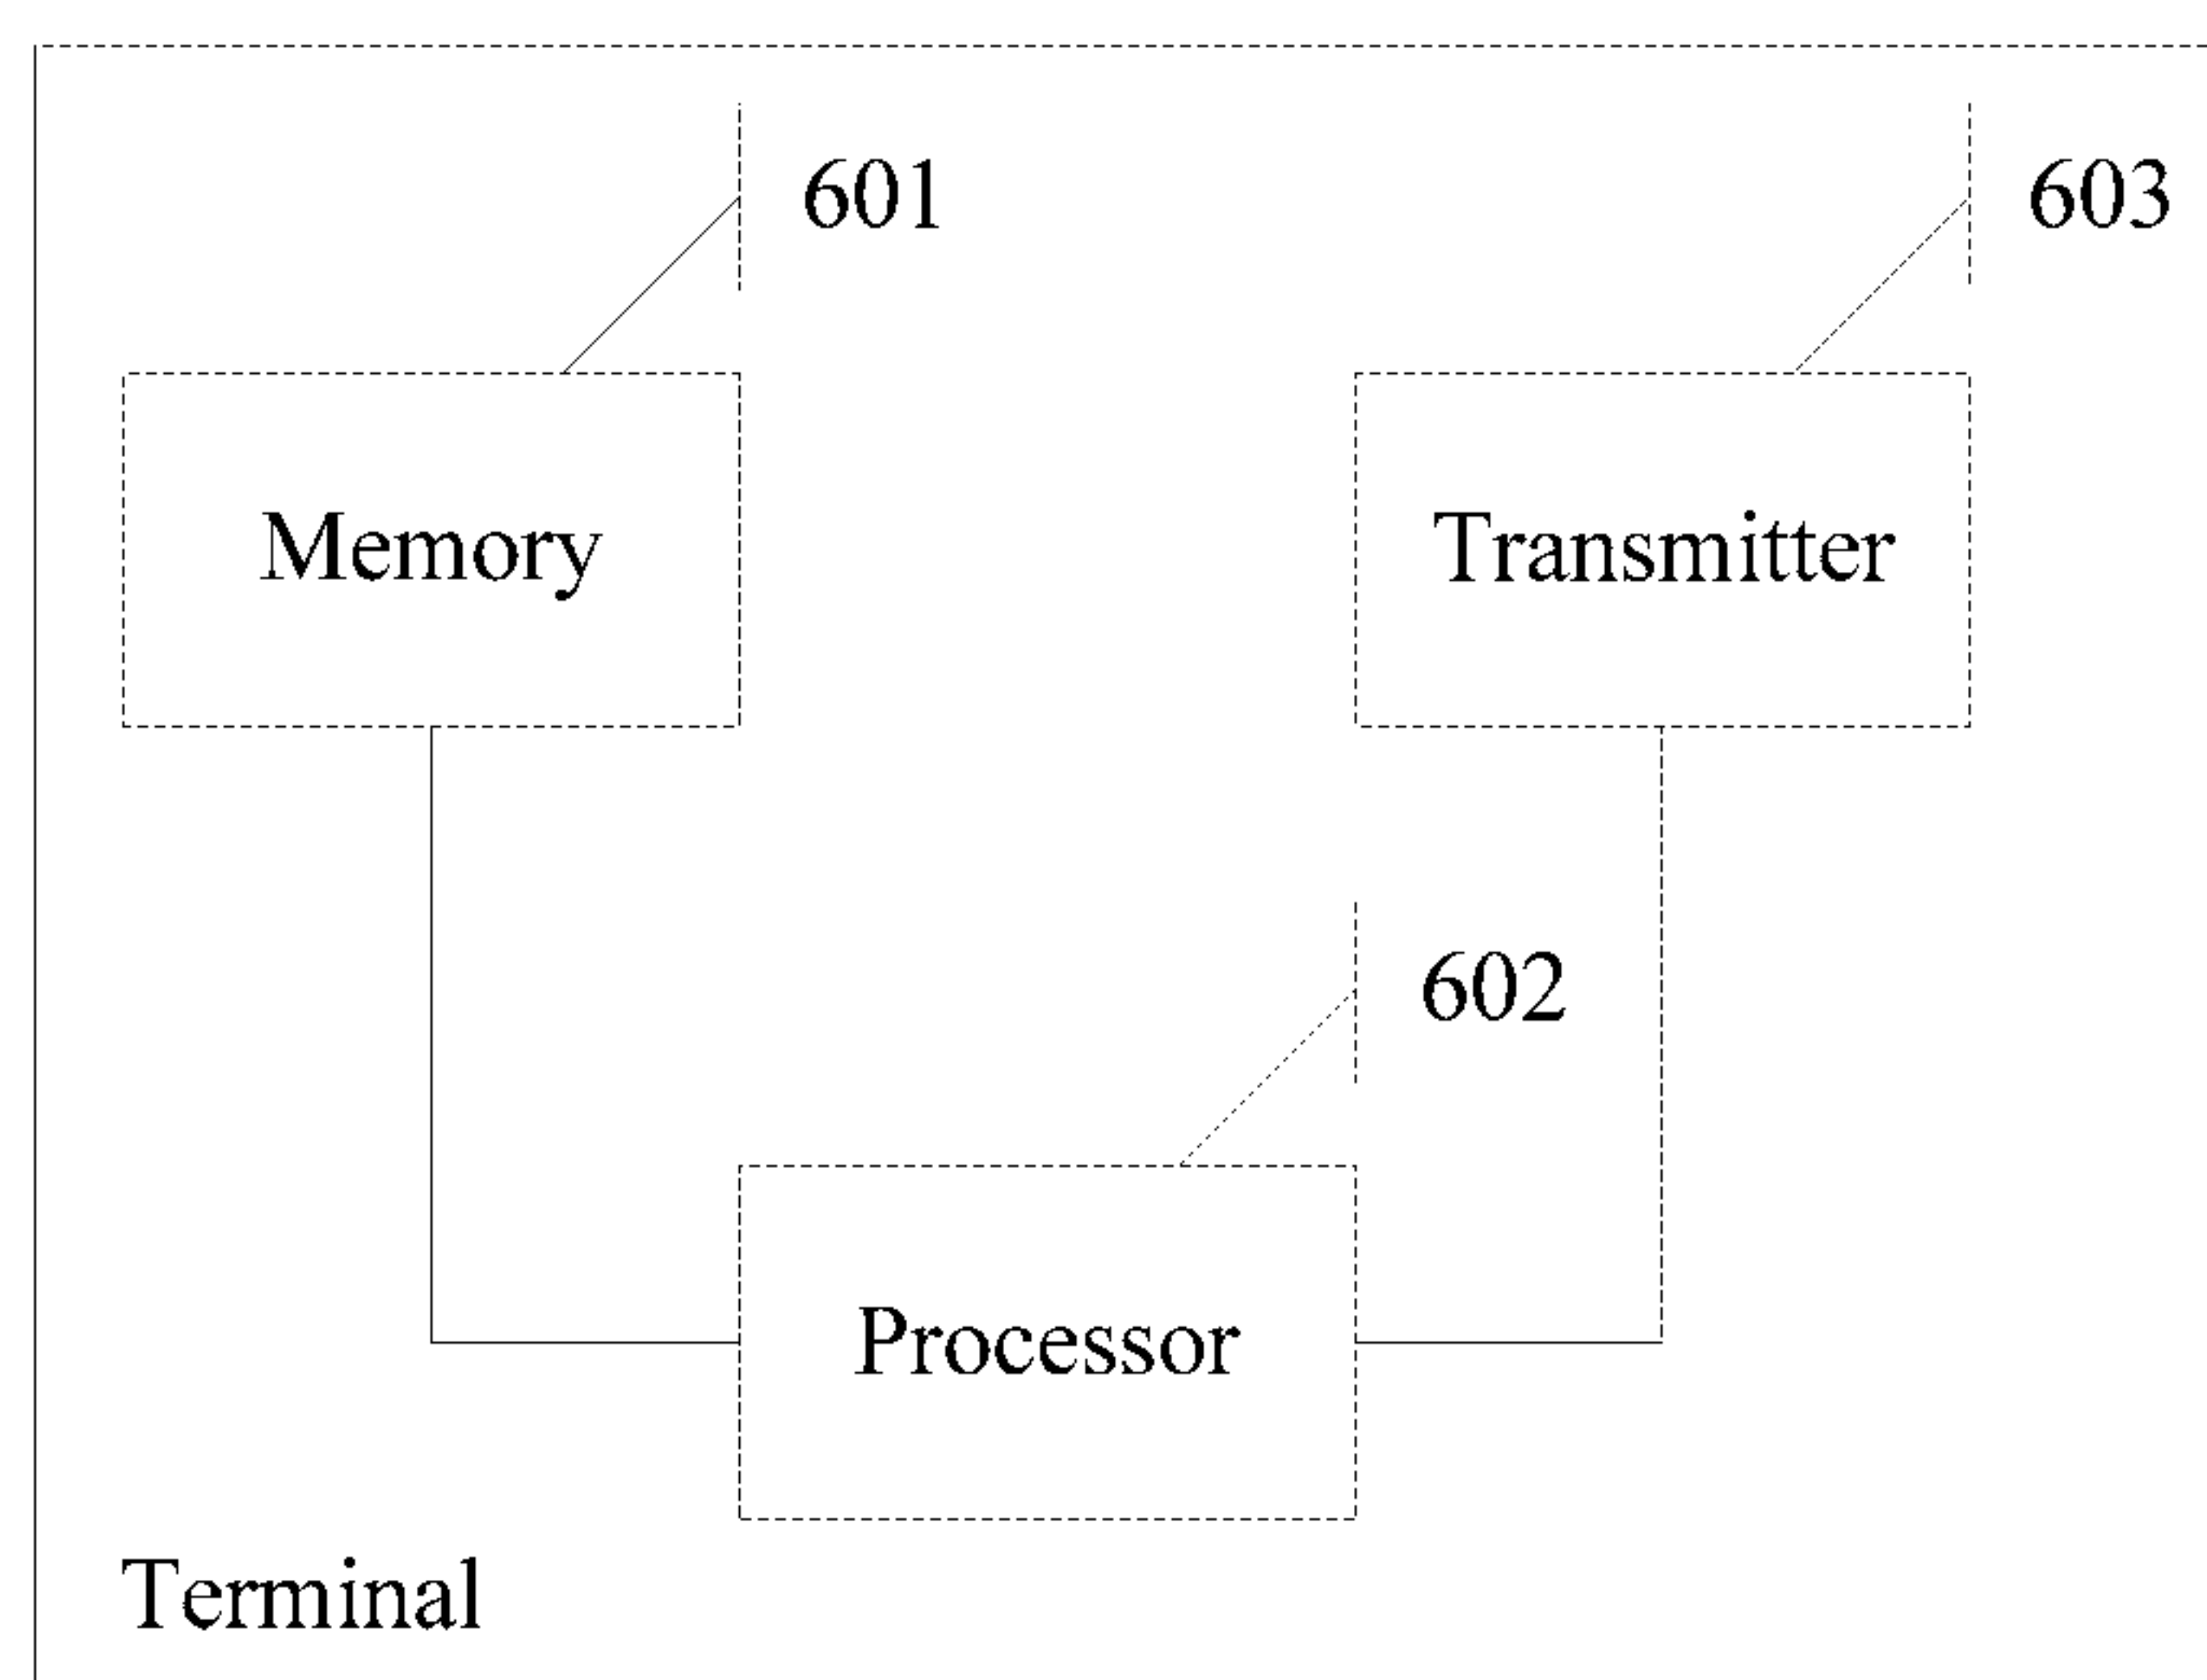 601
603
Memory
Transmitter
602
Processor
Terminal